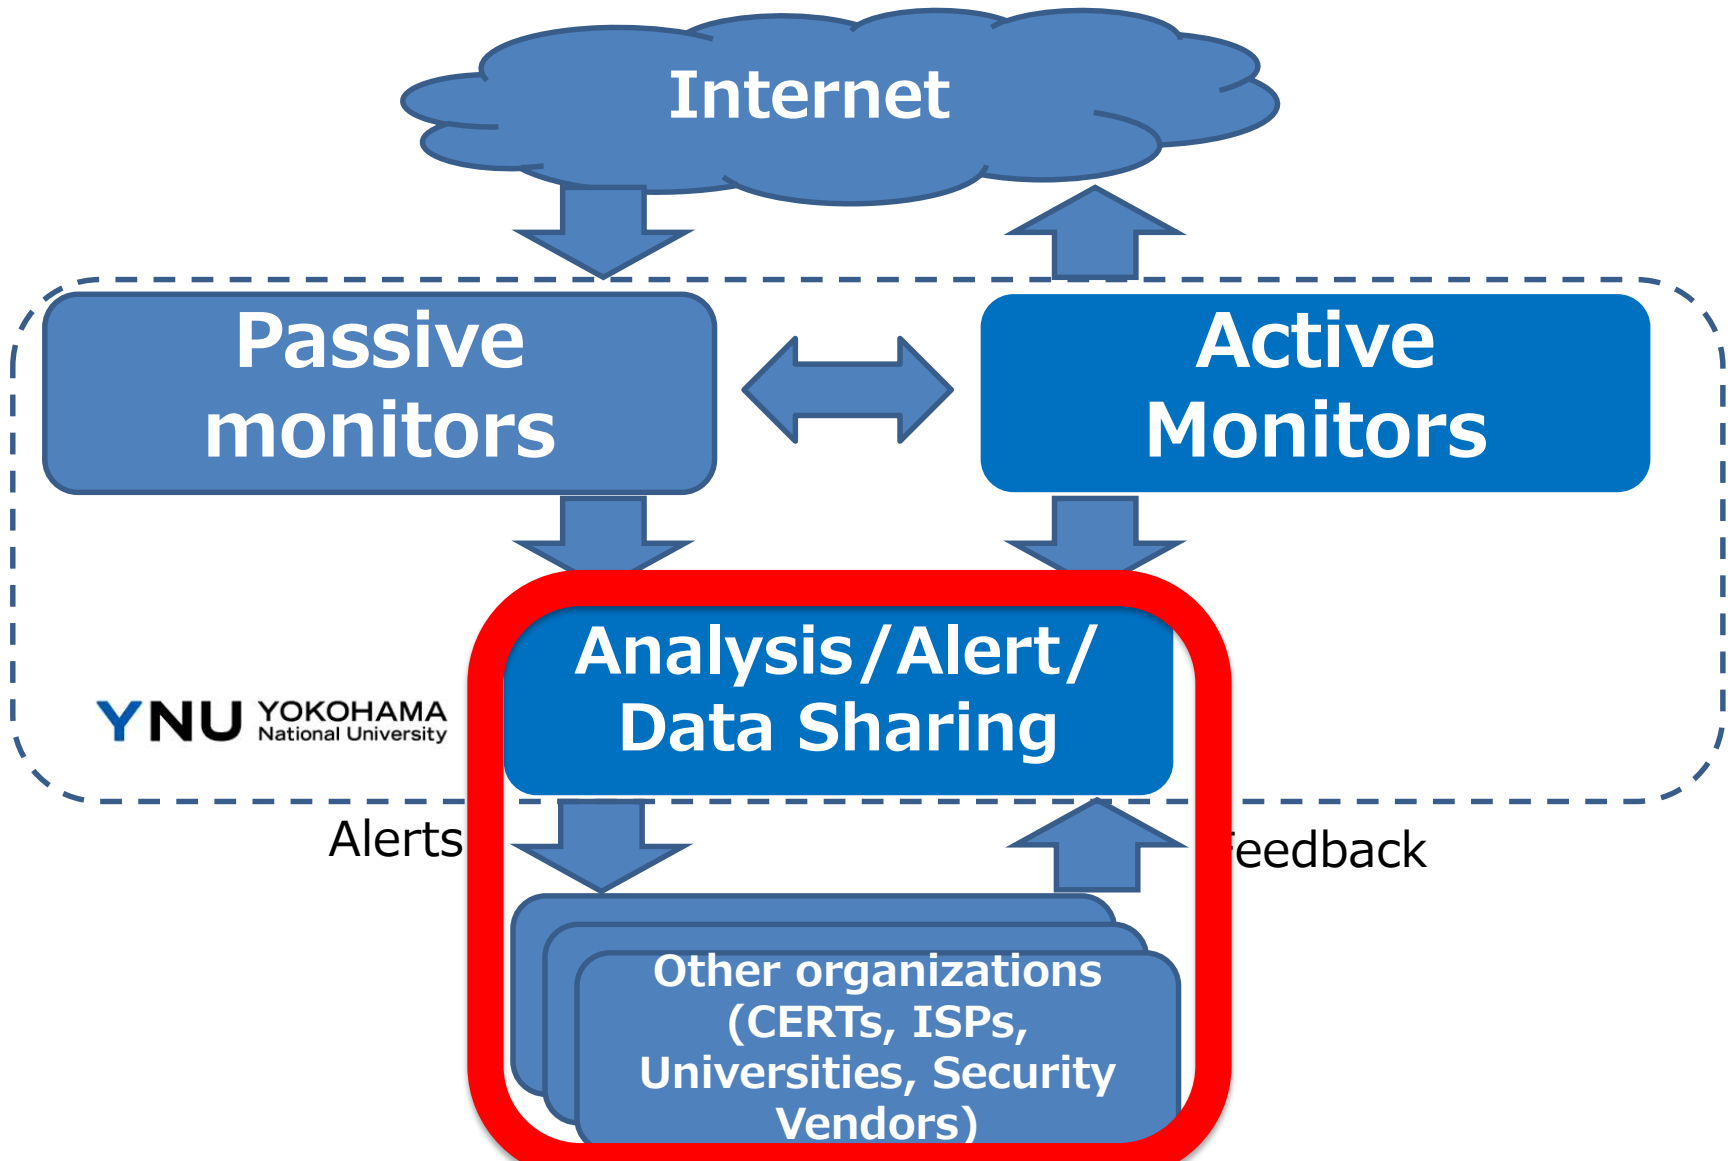 Internet
Passive
monitors
Active
Monitors
Analysis/Alert/
Data Sharing
YNU YOKOHAMA
National University
Alerts
Feedback
Other organizations
(CERTs, ISPs,
Universities, Security
Vendors)